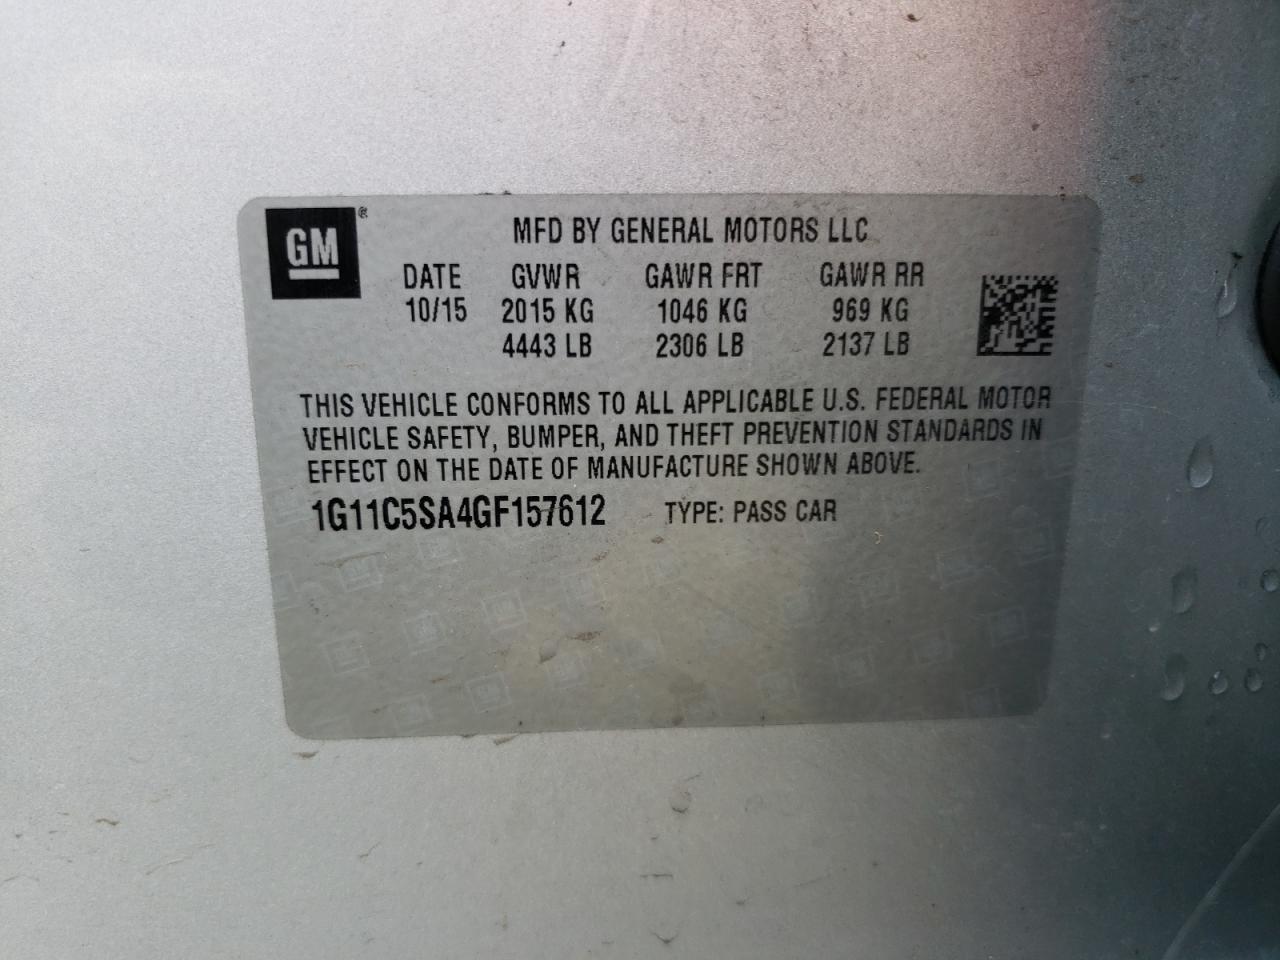 GM®
MFD BY GENERAL MOTORS LLC
DATE GVWR GAWR FRT GAWR RR
10/15 2015 KG 1046 KG 969 KG
4443 LB 2306 LB 2137 LB
THIS VEHICLE CONFORMS TO ALL APPLICABLE U.S. FEDERAL MOTOR
VEHICLE SAFETY, BUMPER, AND THEFT PREVENTION STANDARDS IN
EFFECT ON THE DATE OF MANUFACTURE SHOWN ABOVE.
1G11C5SA4GF157612 TYPE: PASS CAR